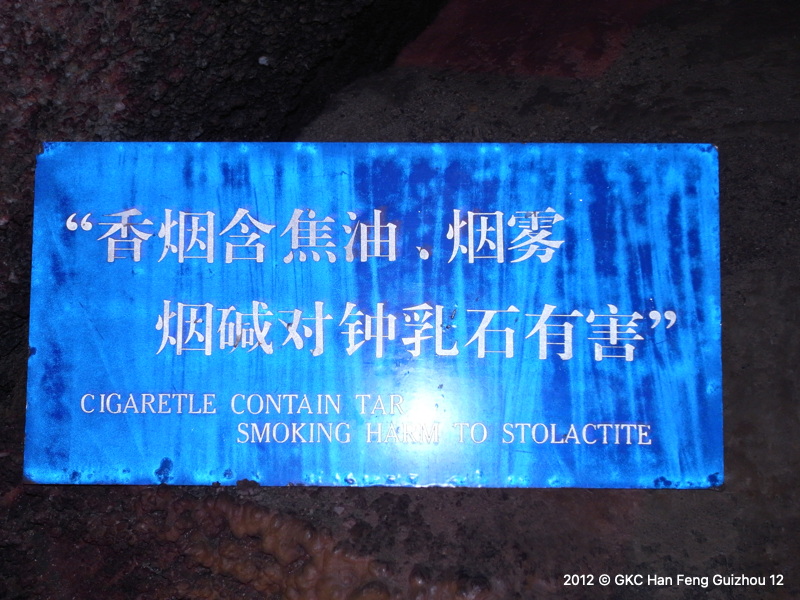 “香烟含焦油.烟雾
烟碱对钟乳石有害”
CIGARETLE CONTAIN TAR
SMOKING HARM TO STOLACTITE
2012 © GKC Han Feng Guizhou 12